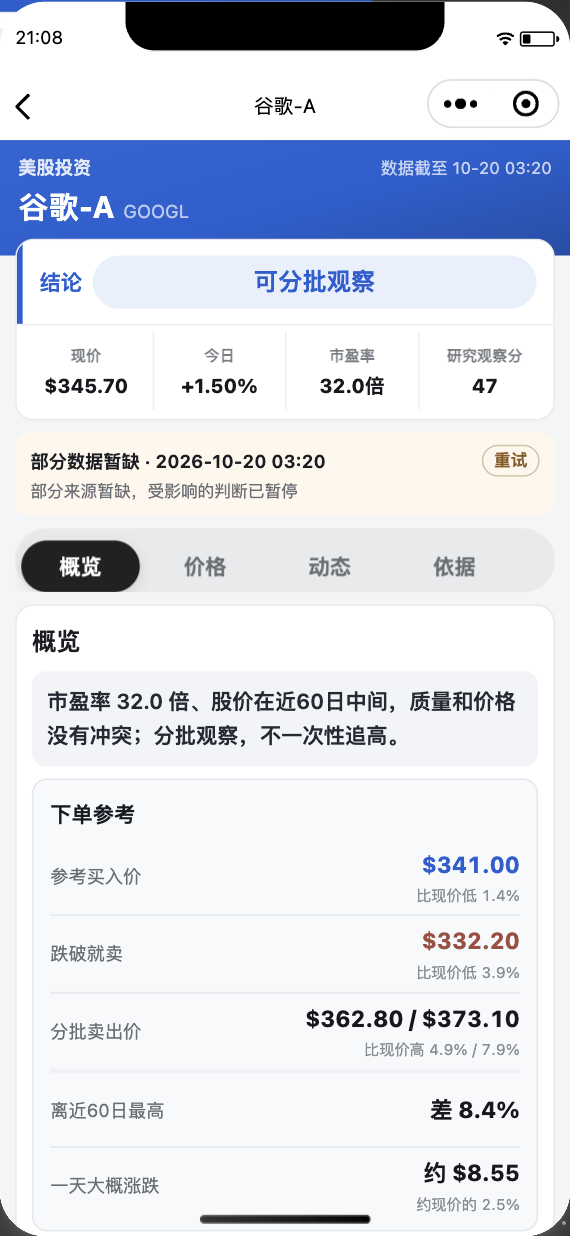 21:08
谷歌-A
美股投资
数据截至 10-20 03:20
谷歌-A GOOGL
结论
可分批观察
现价
今日
市盈率
研究观察分
$345.70
+1.50%
32.0倍
47
部分数据暂缺 · 2026-10-20 03:20
重试
部分来源暂缺，受影响的判断已暂停
概览
价格
动态
依据
概览
市盈率 32.0 倍、股价在近60日中间，质量和价格
没有冲突；分批观察，不一次性追高。
下单参考
参考买入价
$341.00
比现价低 1.4%
跌破就卖
$332.20
比现价低 3.9%
分批卖出价
$362.80 / $373.10
比现价高 4.9% / 7.9%
离近60日最高
差 8.4%
一天大概涨跌
约 $8.55
约现价的 2.5%